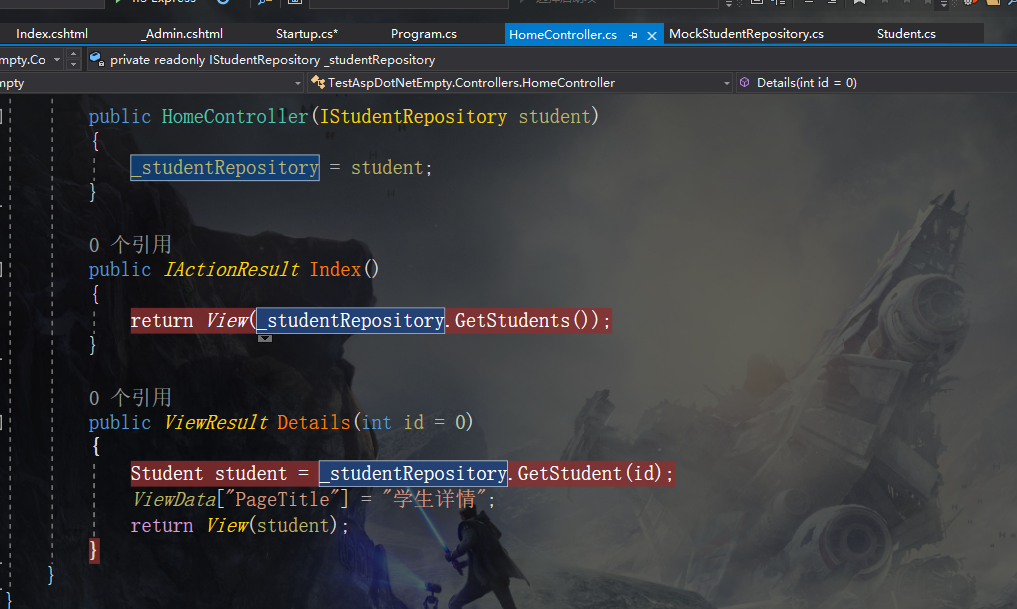 Index.cshtml _Admin.cshtml Startup.cs* Program.cs HomeController.cs MockStudentRepository.cs Student.cs
mpty.Co private readonly IStudentRepository _studentRepository
mpty TestAspDotNetEmpty.Controllers.HomeController Details(int id = 0)
public HomeController(IStudentRepository student)
{
_studentRepository = student;
}
0 个引用
public IActionResult Index()
{
return View(_studentRepository.GetStudents());
}
0 个引用
public ViewResult Details(int id = 0)
{
Student student = _studentRepository.GetStudent(id);
ViewData["PageTitle"] = "学生详情";
return View(student);
}
}
}